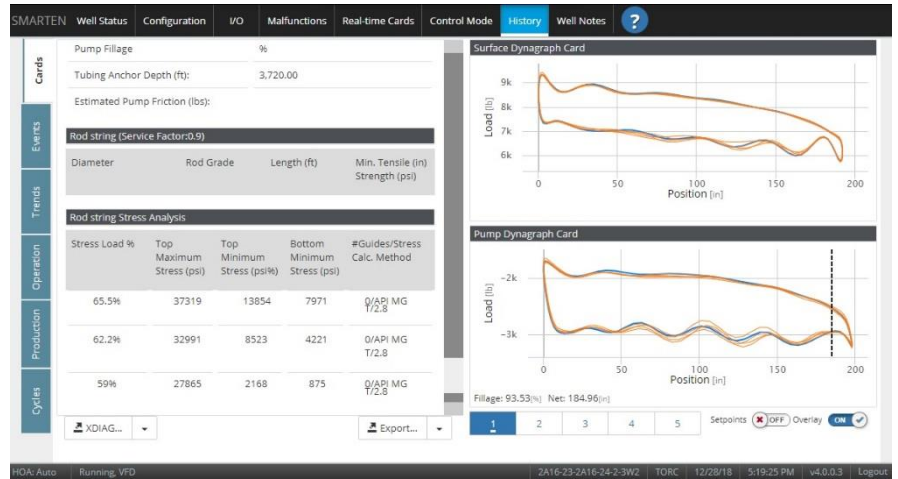 SMARTEN Well Status Configuration I/O Malfunctions Real-time Cards Control Mode History Well Notes ?
Cards
Events
Trends
Operation
Production
Cycles
Pump Fillage %
Tubing Anchor Depth (ft): 3,720.00
Estimated Pump Friction (lbs):
Rod string (Service Factor:0.9)
Diameter Rod Grade Length (ft) Min. Tensile (in)
Strength (psi)
Rod string Stress Analysis
Stress Load % Top Top Bottom #Guides/Stress
Maximum Minimum Minimum Calc. Method
Stress (psi) Stress (psi%) Stress (psi)
65.5% 37319 13854 7971 0/API MG
T/2.8
62.2% 32991 8523 4221 0/API MG
T/2.8
59% 27865 2168 875 0/API MG
T/2.8
XDIAG... Export...
Surface Dynagraph Card
9k
8k
7k
6k
Load [lb]
0 50 100 150 200
Position [in]
Pump Dynagraph Card
-2k
-3k
Load [lb]
0 50 100 150 200
Position [in]
Fillage: 93.53[%] Net: 184.96[in]
1 2 3 4 5 Setpoints OFF Overlay ON
HOA: Auto Running, VFD 2A16-23-2A16-24-2-3W2 TORC 12/28/18 5:19:25 PM v4.0.0.3 Logout